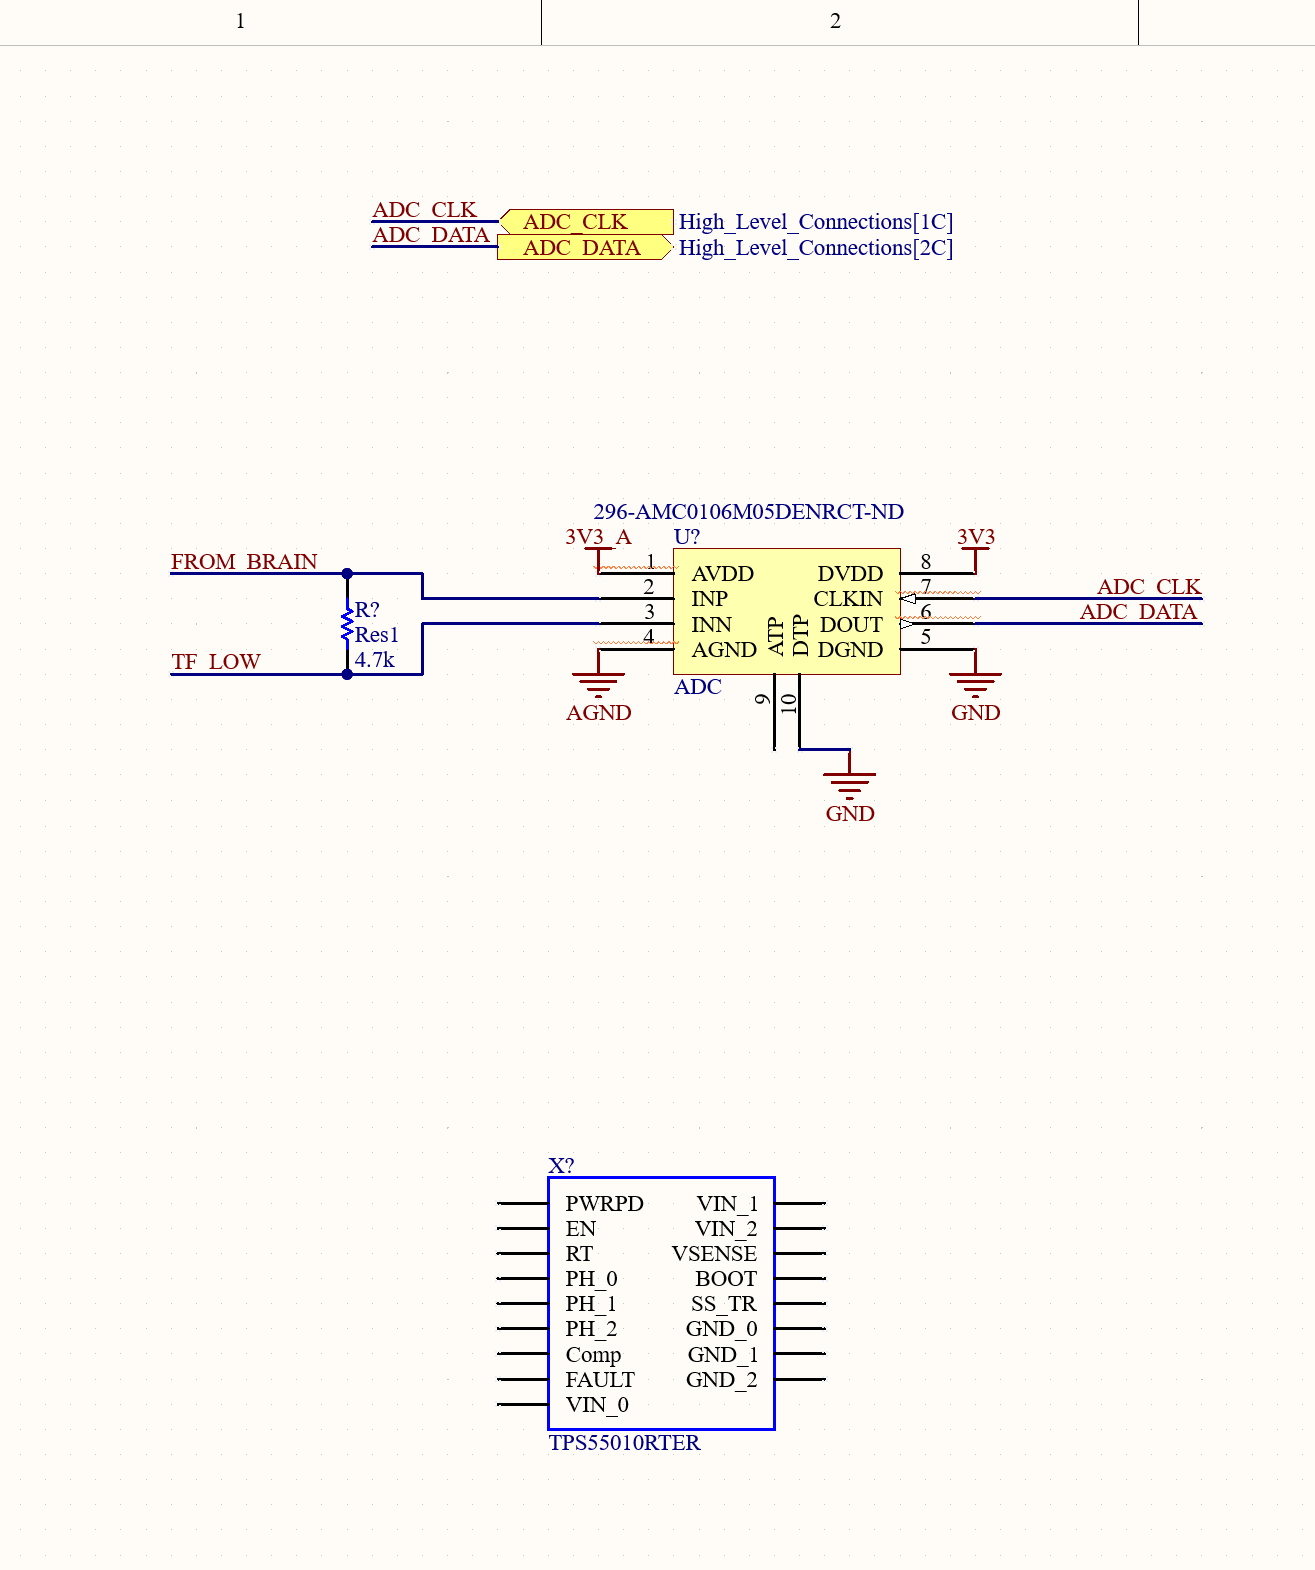 1
2
ADC_CLK
ADC_CLK
High_Level_Connections[1C]
ADC_DATA
ADC_DATA
High_Level_Connections[2C]
296-AMC0106M05DENRCT-ND
U?
3V3_A
3V3
FROM_BRAIN
TF_LOW
R?
Res1
4.7k
1
2
3
4
AVDD
INP
INN
AGND
ATP
DTP
DVDD
CLKIN
DOUT
DGND
8
7
6
5
ADC_CLK
ADC_DATA
AGND
ADC
9
10
GND
GND
X?
PWRPD
EN
RT
PH_0
PH_1
PH_2
Comp
FAULT
VIN_0
VIN_1
VIN_2
VSENSE
BOOT
SS_TR
GND_0
GND_1
GND_2
TPS55010RTER